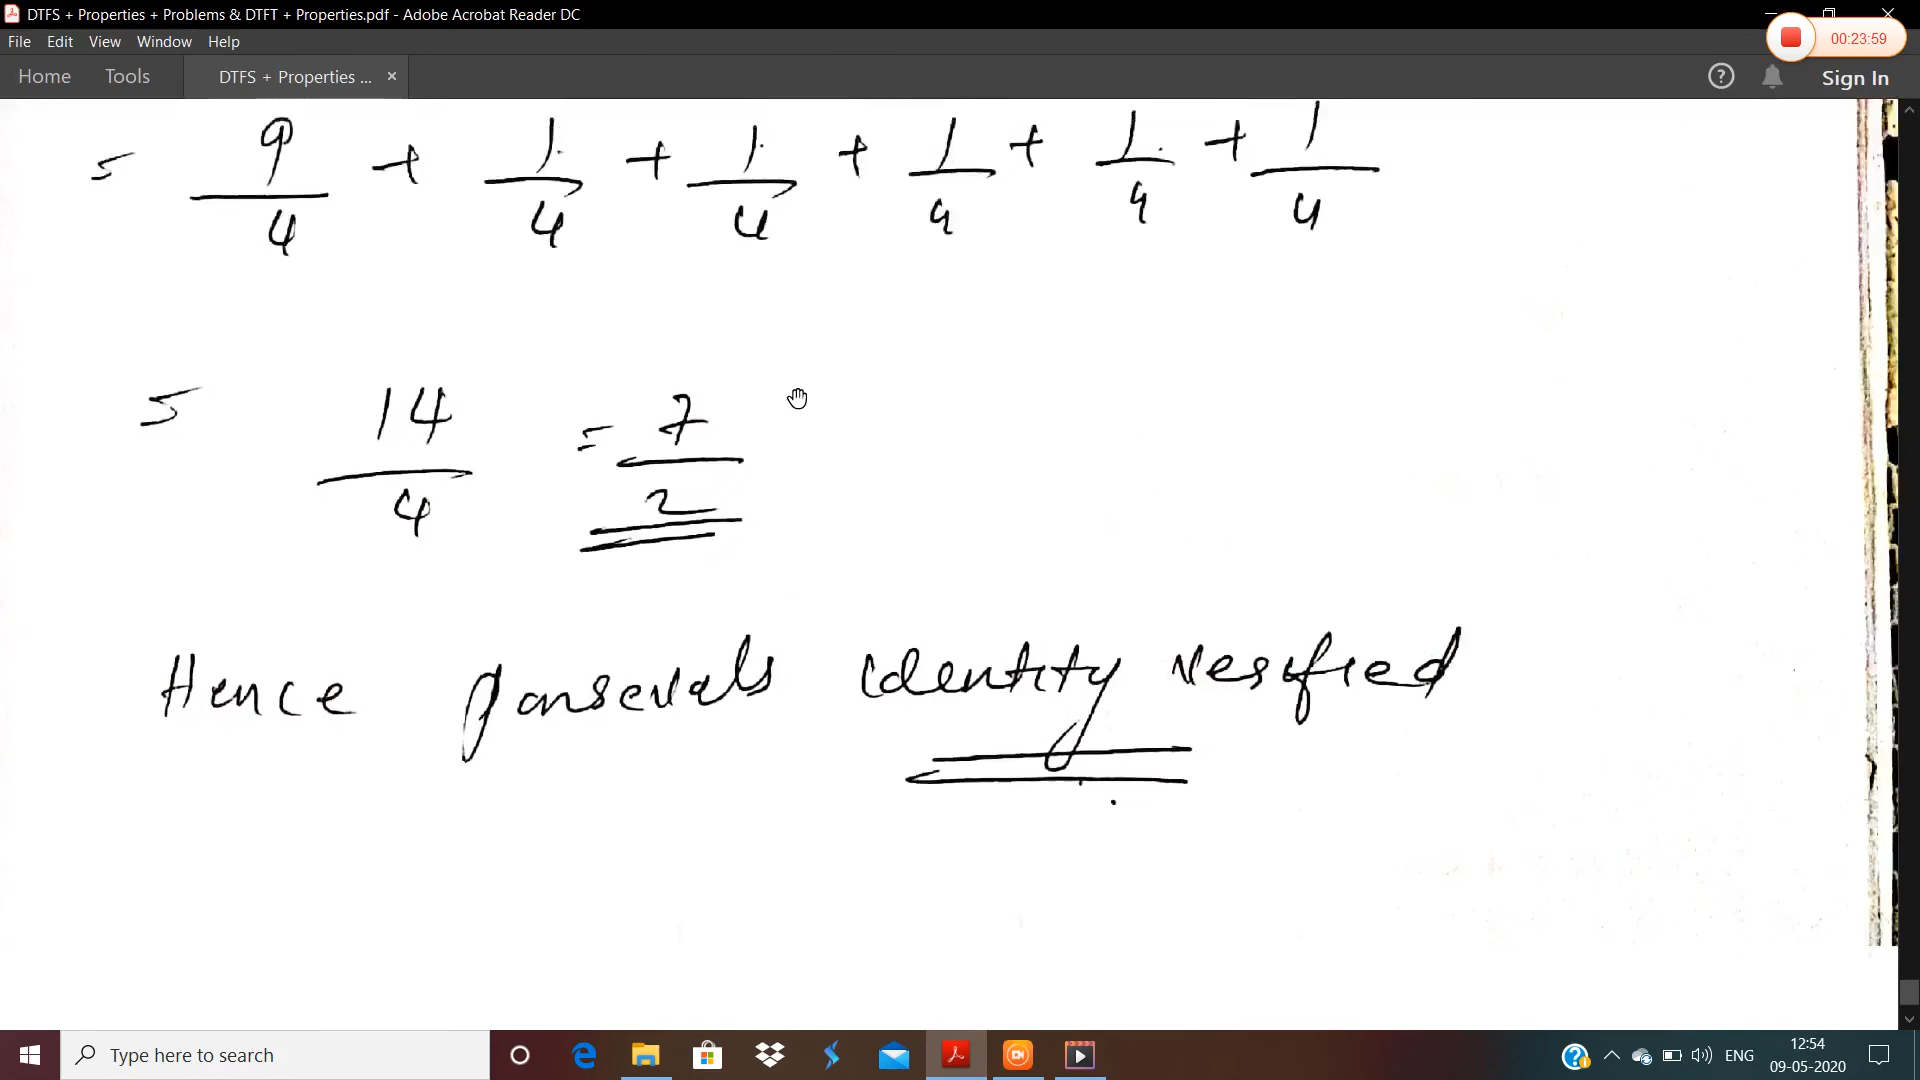 DTFS + Properties + Problems & DTFT + Properties.pdf - Adobe Acrobat Reader DC
00:23:59
File Edit View Window Help
Home Tools DTFS + Properties ... × ? Sign In
= 9/4 + 1/4 + 1/4 + 1/4 + 1/4 + 1/4
= 14/4 = 7/2
Hence parsevals identity verified
Type here to search
ENG
12:54
09-05-2020